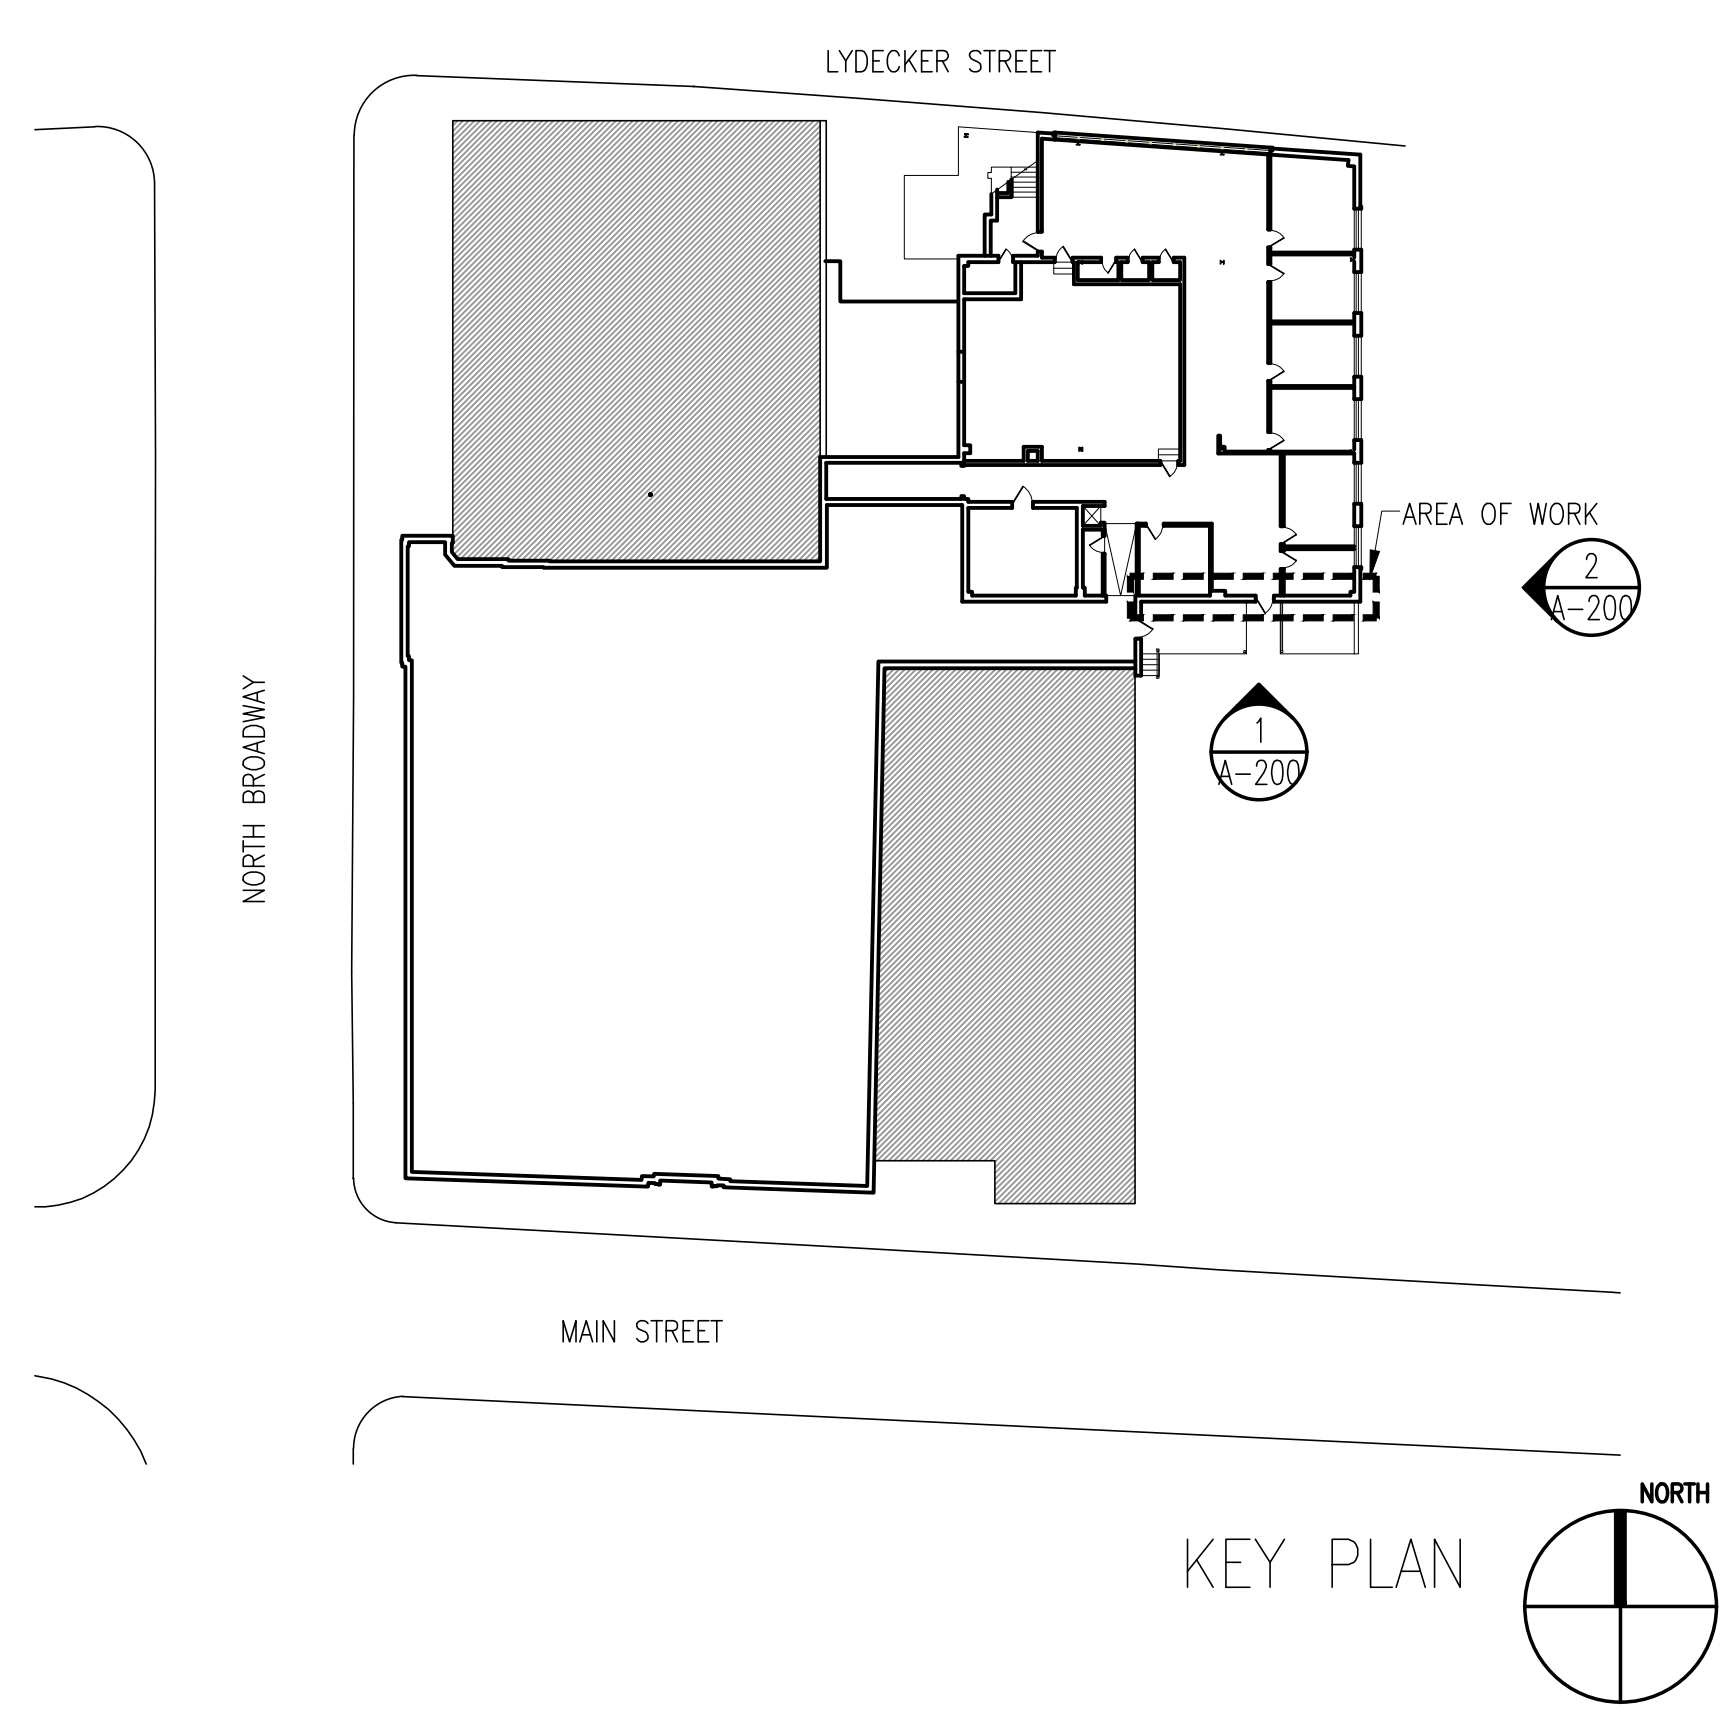 LYDECKER STREET
AREA OF WORK
2
A-200
NORTH BROADWAY
1
A-200
MAIN STREET
NORTH
KEY PLAN